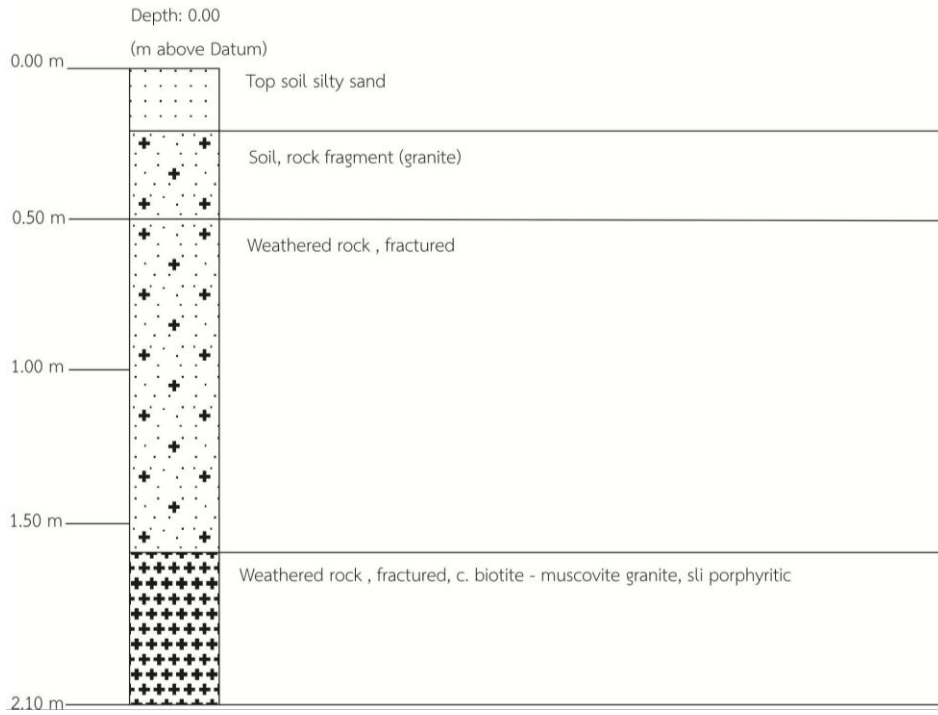 Depth: 0.00
(m above Datum)
0.00 m
Top soil silty sand
Soil, rock fragment (granite)
0.50 m
Weathered rock , fractured
1.00 m
1.50 m
Weathered rock , fractured, c. biotite - muscovite granite, sli porphyritic
2.10 m